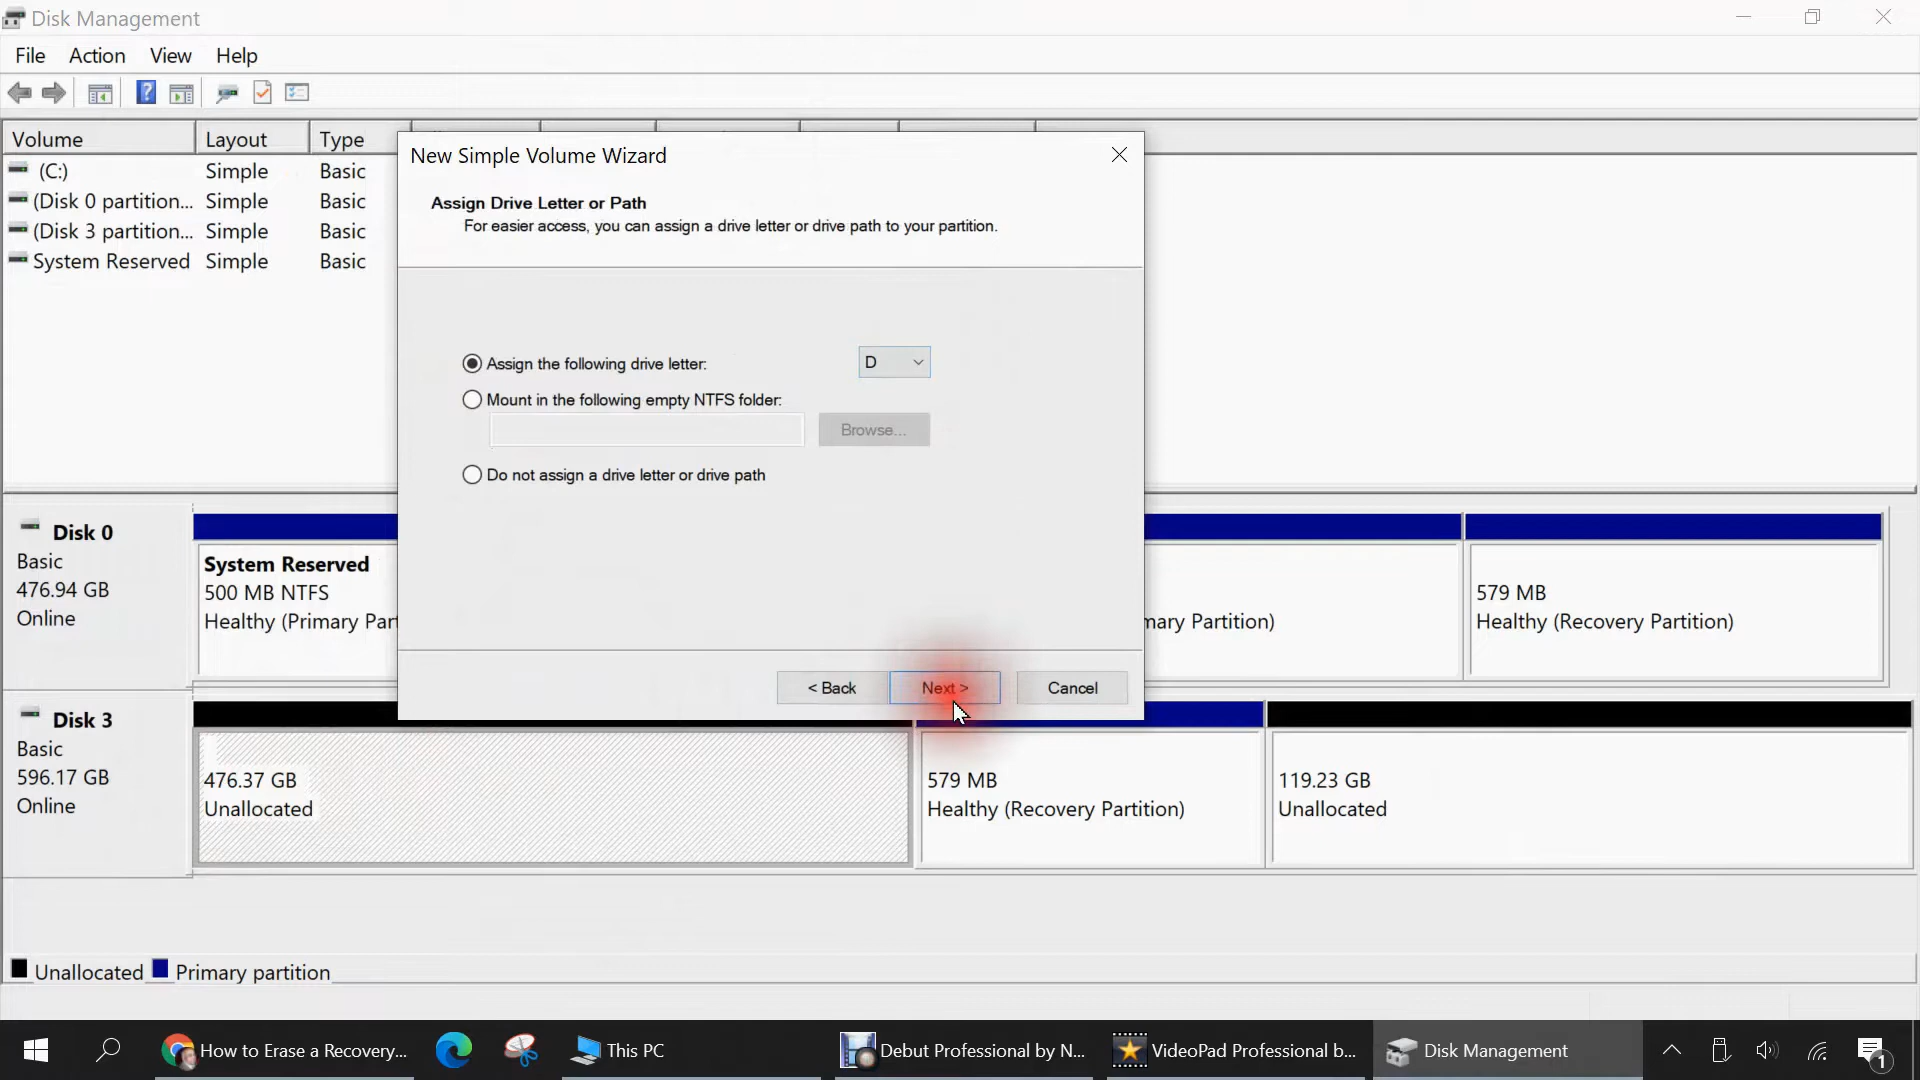 Disk Management
File Action View Help
Volume Layout Type
(C:) Simple Basic
(Disk 0 partition... Simple Basic
(Disk 3 partition... Simple Basic
System Reserved Simple Basic
New Simple Volume Wizard
Assign Drive Letter or Path
For easier access, you can assign a drive letter or drive path to your partition.
Assign the following drive letter: D
Mount in the following empty NTFS folder:
Browse...
Do not assign a drive letter or drive path
< Back Next > Cancel
Disk 0
Basic
476.94 GB
Online
System Reserved
500 MB NTFS
Healthy (Primary Par
mary Partition)
579 MB
Healthy (Recovery Partition)
Disk 3
Basic
596.17 GB
Online
476.37 GB
Unallocated
579 MB
Healthy (Recovery Partition)
119.23 GB
Unallocated
Unallocated Primary partition
How to Erase a Recovery... This PC Debut Professional by N... VideoPad Professional b... Disk Management 1